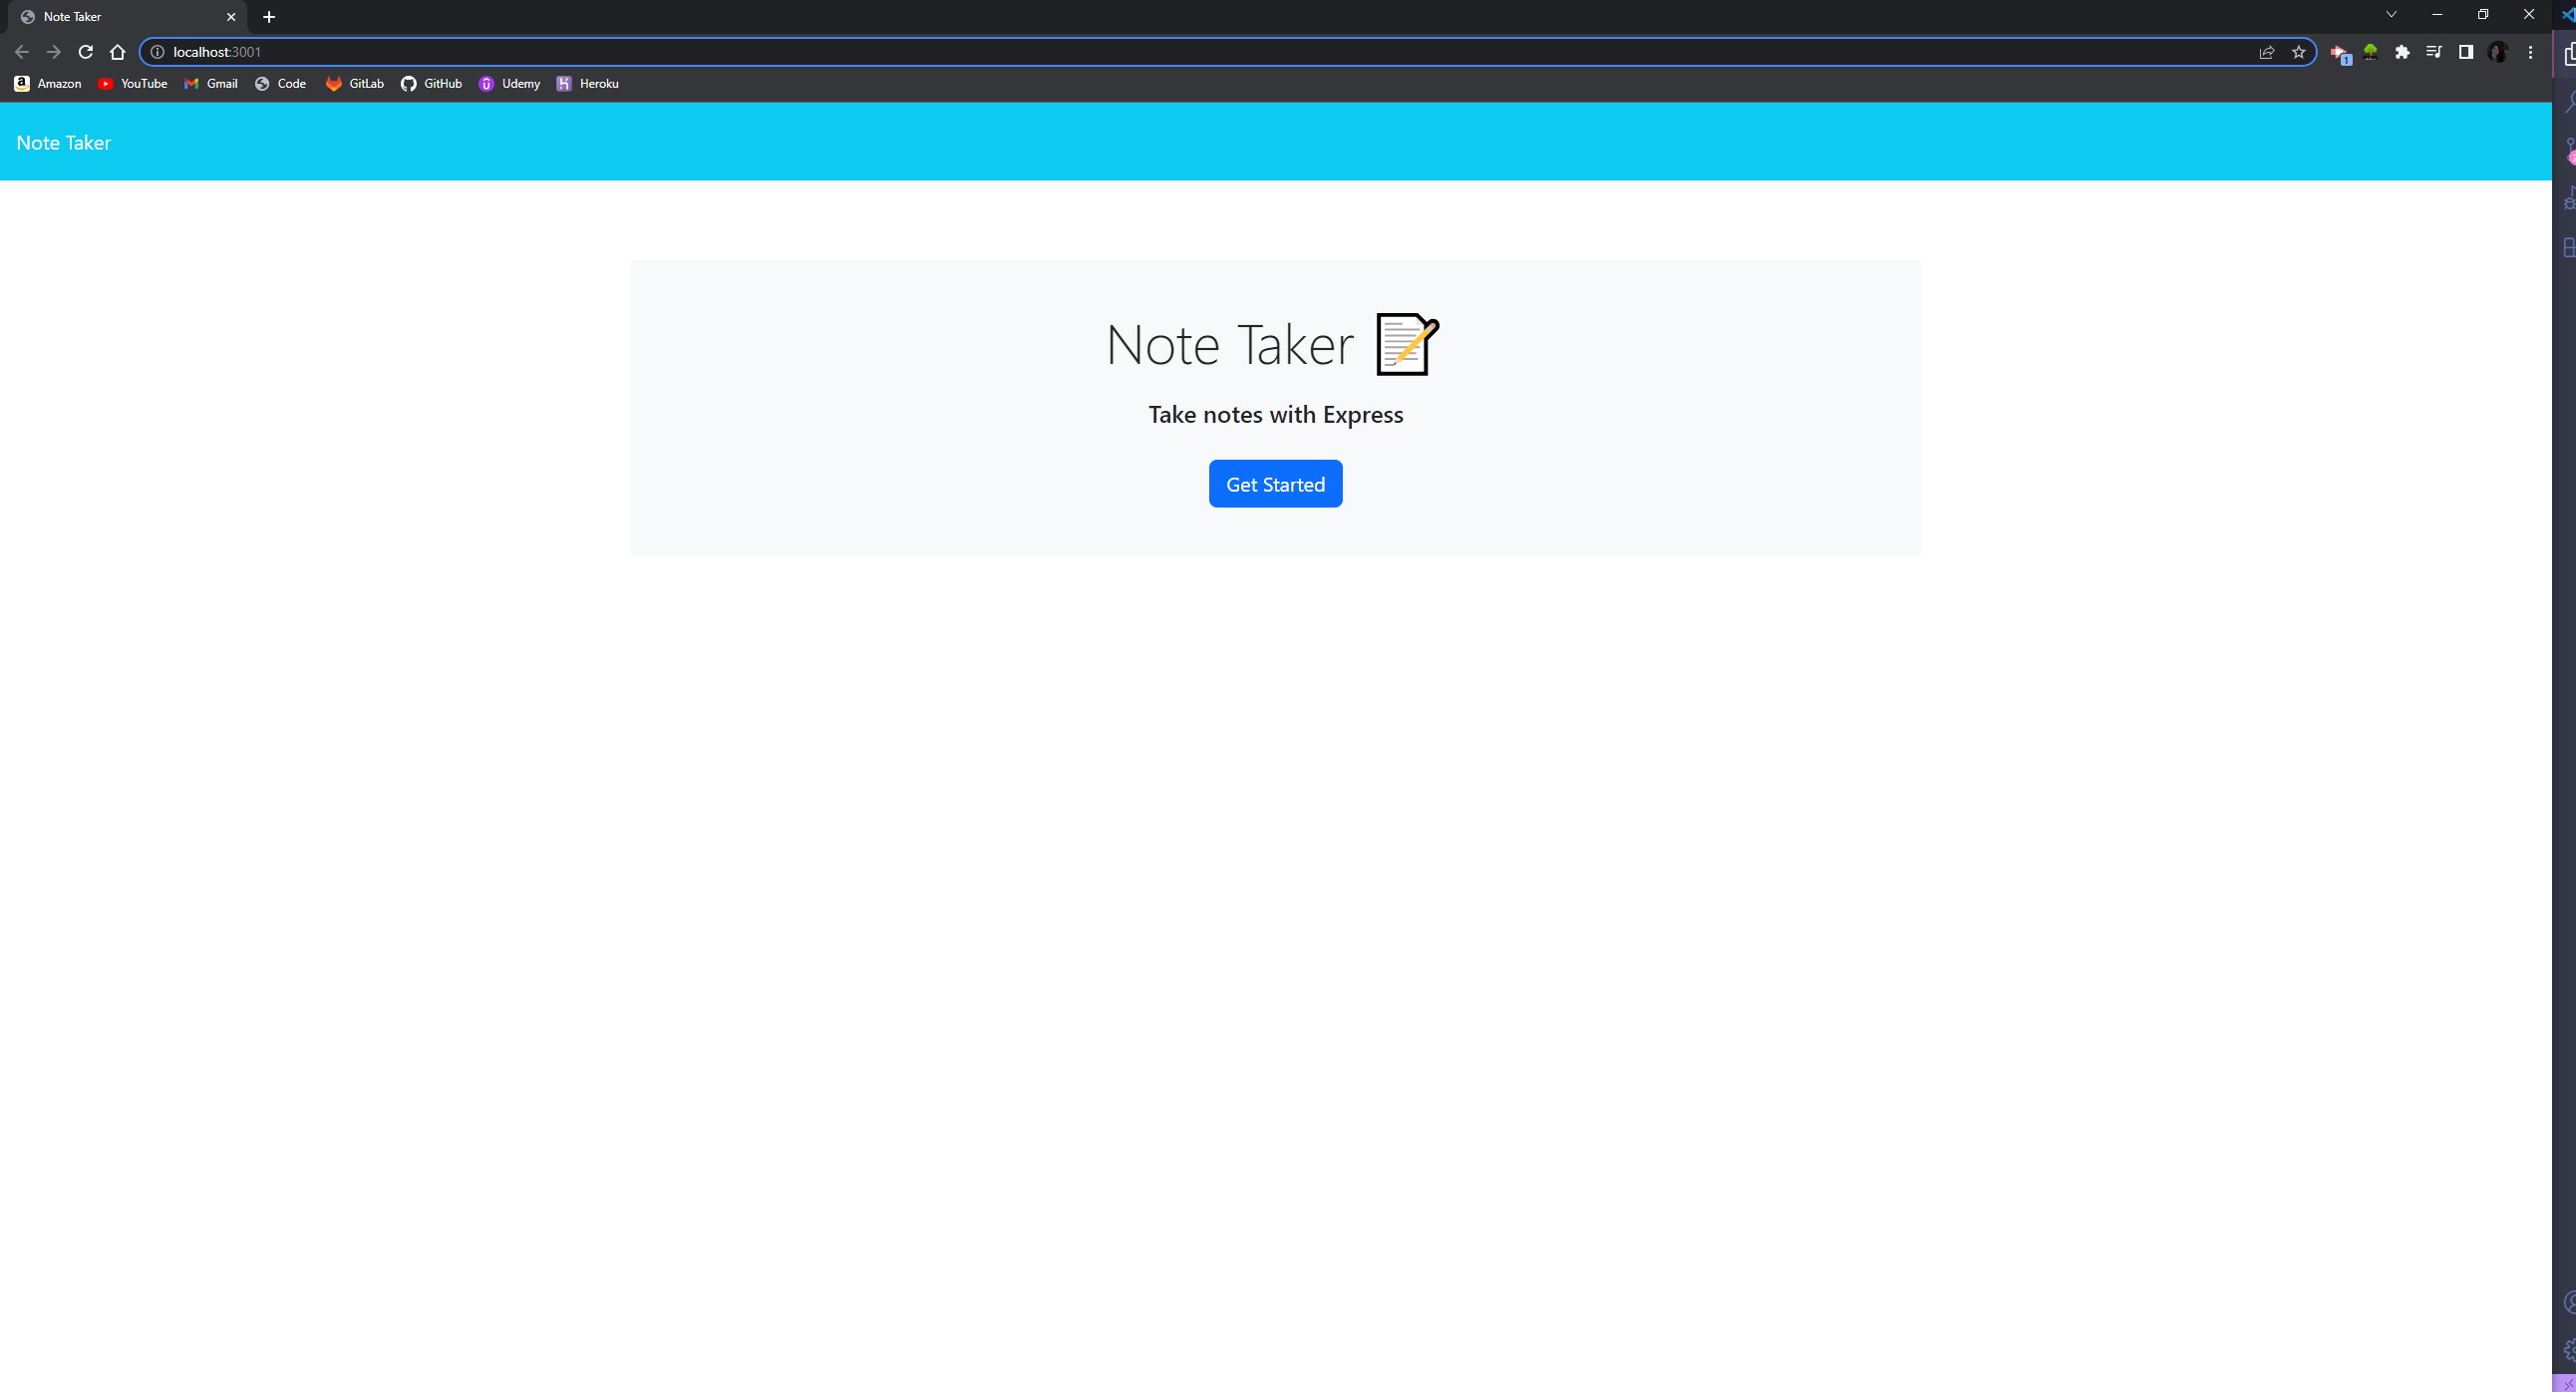 Note Taker
localhost:3001
1
Amazon YouTube Gmail Code GitLab GitHub Udemy Heroku
Note Taker
Note Taker
Take notes with Express
Get Started